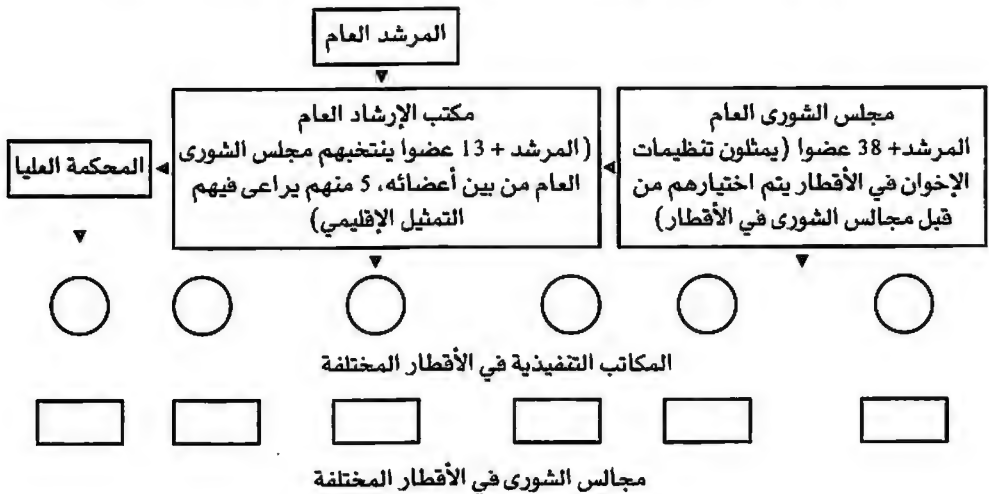 المرشد العام
مجلس الشورى العام
المرشد+ 38 عضوا (يمثلون تنظيمات
الإخوان في الأقطار يتم اختيارهم من
قبل مجالس الشورى في الأقطار)
مكتب الإرشاد العام
(المرشد + 13 عضوا ينتخبهم مجلس الشورى
العام من بين أعضائه، 5 منهم يراعى فيهم
التمثيل الإقليمي)
المحكمة العليا
المكاتب التنفيذية في الأقطار المختلفة
مجالس الشورى في الأقطار المختلفة